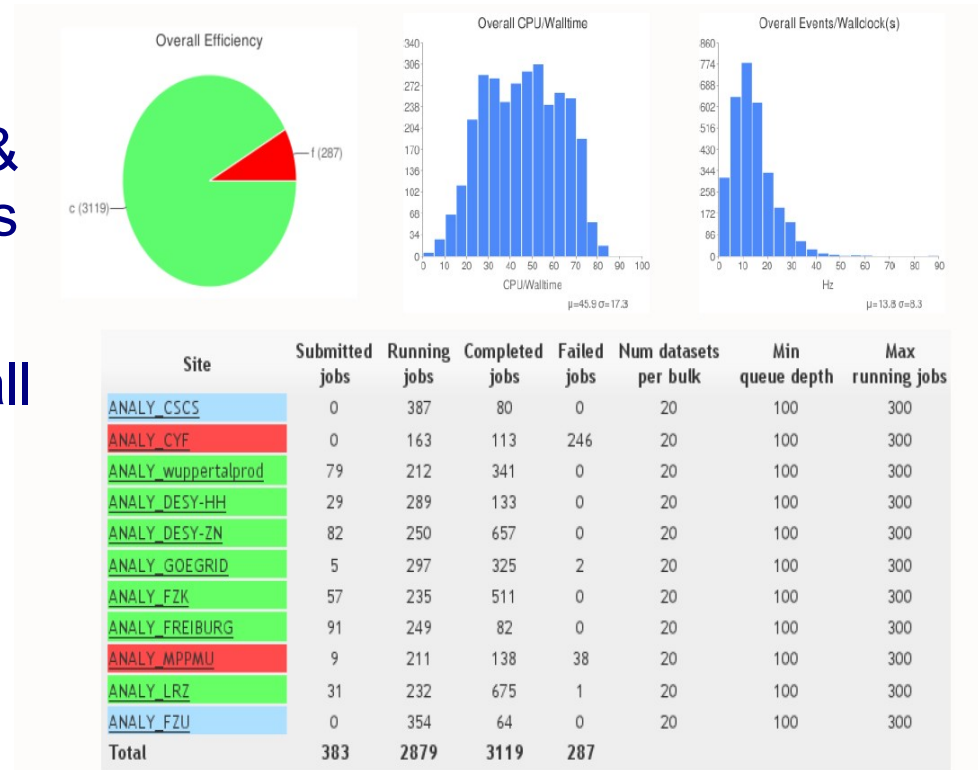 &
s
all
Overall Efficiency
f (287)
c (3119)
Overall CPU/Walltime
340
306
272
238
204
170
136
102
68
34
0
0 10 20 30 40 50 60 70 80 90 100
CPU/Walltime
μ=45.9 σ=17.3
Overall Events/Wallclock(s)
860
774
688
602
516
430
344
258
172
86
0
0 10 20 30 40 50 60 70 80 90
Hz
μ=13.8 σ=8.3
Site Submitted jobs Running jobs Completed jobs Failed jobs Num datasets per bulk Min queue depth Max running jobs
ANALY_CSCS 0 387 80 0 20 100 300
ANALY_CYF 0 163 113 246 20 100 300
ANALY_wuppertalprod 79 212 341 0 20 100 300
ANALY_DESY-HH 29 289 133 0 20 100 300
ANALY_DESY-ZN 82 250 657 0 20 100 300
ANALY_GOEGRID 5 297 325 2 20 100 300
ANALY_FZK 57 235 511 0 20 100 300
ANALY_FREIBURG 91 249 82 0 20 100 300
ANALY_MPPMU 9 211 138 38 20 100 300
ANALY_LRZ 31 232 675 1 20 100 300
ANALY_FZU 0 354 64 0 20 100 300
Total 383 2879 3119 287